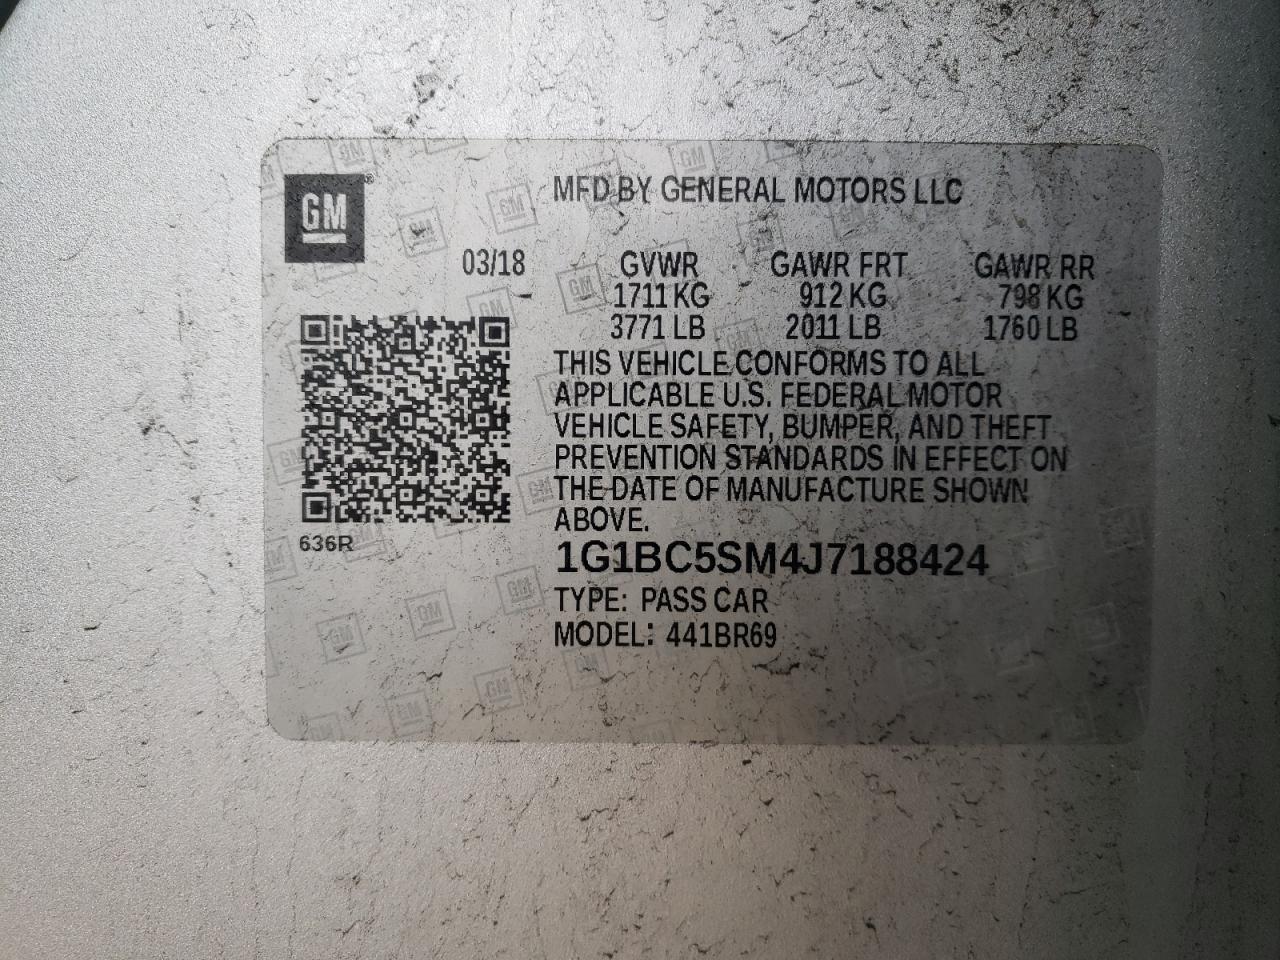 GM®
MFD BY GENERAL MOTORS LLC
03/18 GVWR GAWR FRT GAWR RR
1711 KG 912 KG 798 KG
3771 LB 2011 LB 1760 LB
THIS VEHICLE CONFORMS TO ALL
APPLICABLE U.S. FEDERAL MOTOR
VEHICLE SAFETY, BUMPER, AND THEFT
PREVENTION STANDARDS IN EFFECT ON
THE DATE OF MANUFACTURE SHOWN
ABOVE.
636R
1G1BC5SM4J7188424
TYPE: PASS CAR
MODEL: 441BR69